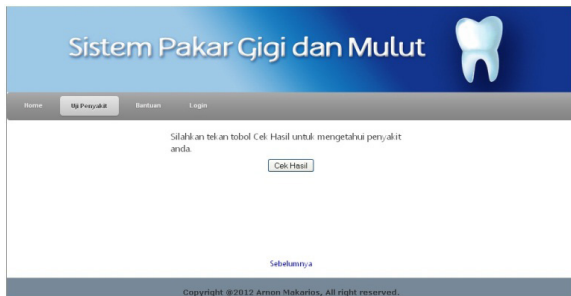 Sistem Pakar Gigi dan Mulut
Home Uji Penyakit Bantuan Login
Silahkan tekan tobol Cek Hasil untuk mengetahui penyakit
anda.
Cek Hasil
Sebelumnya
Copyright @2012 Arnon Makarios, All right reserved.